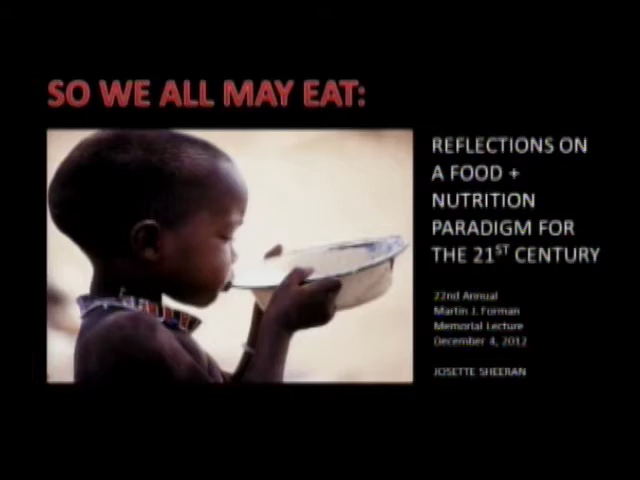 SO WE ALL MAY EAT:
REFLECTIONS ON
A FOOD +
NUTRITION
PARADIGM FOR
THE 21ST CENTURY
22nd Annual
Martin J. Forman
Memorial Lecture
December 4, 2012
JOSETTE SHEERAN